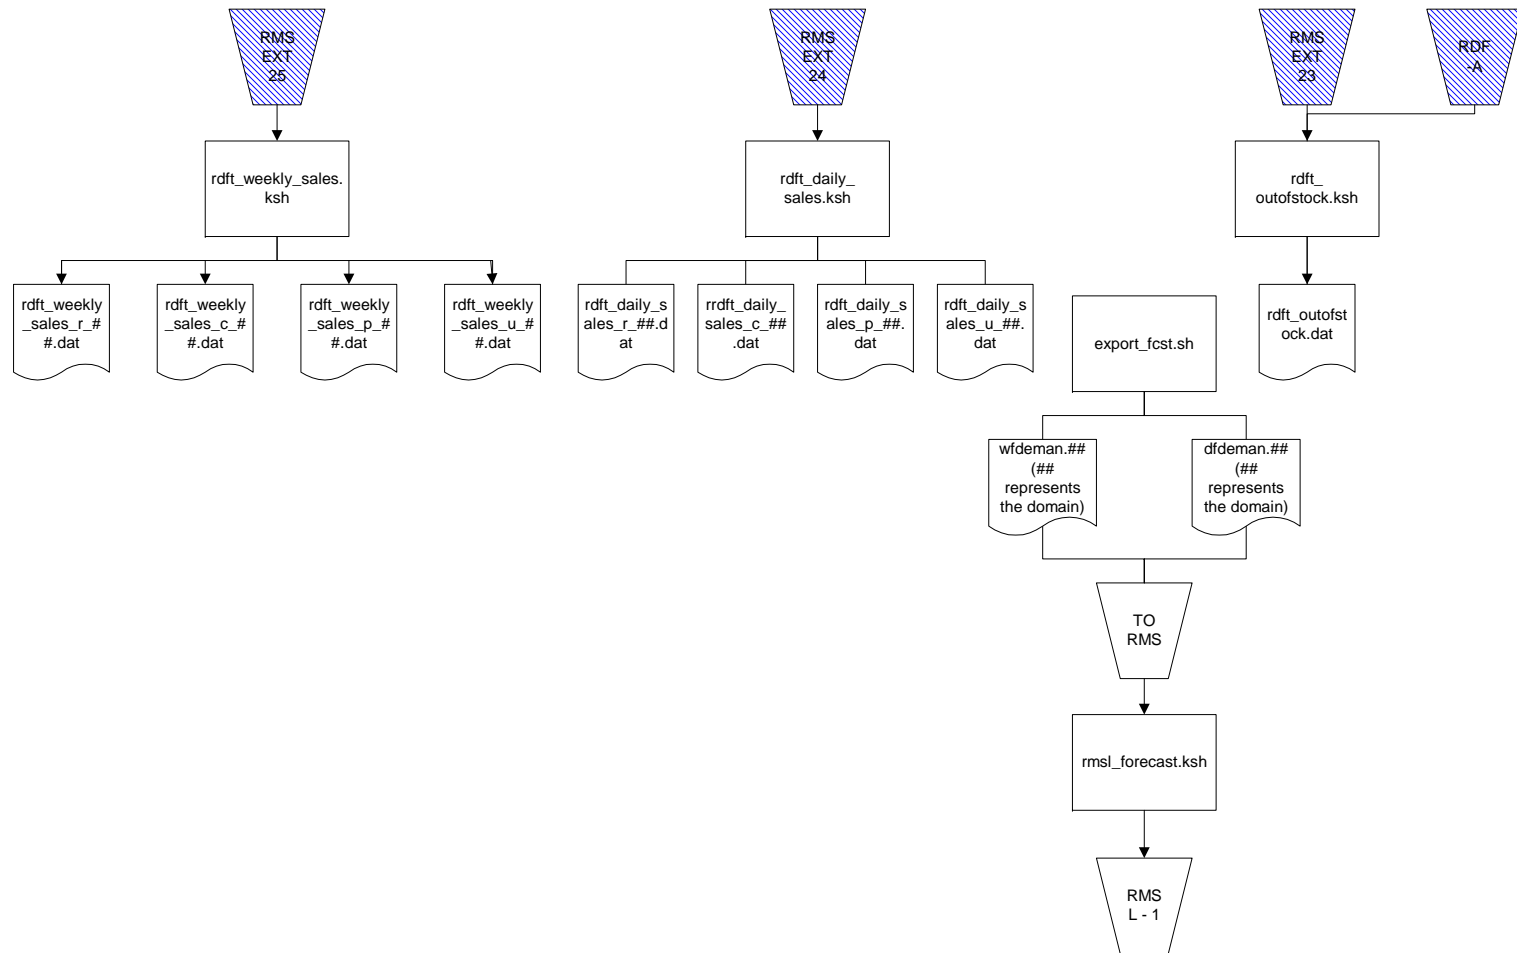 RMS
EXT
25
RMS
EXT
24
RMS
EXT
23
RDF
-A
rdft_weekly_sales.
ksh
rdft_daily_
sales.ksh
rdft_
outofstock.ksh
rdft_weekly
_sales_r_#
#.dat
rdft_weekly
_sales_c_#
#.dat
rdft_weekly
_sales_p_#
#.dat
rdft_weekly
_sales_u_#
#.dat
rdft_daily_s
ales_r_##.d
at
rrdft_daily_
sales_c_##
.dat
rdft_daily_s
ales_p_##.
dat
rdft_daily_s
ales_u_##.
dat
export_fcst.sh
rdft_outofst
ock.dat
wfdeman.##
(##
represents
the domain)
dfdeman.##
(##
represents
the domain)
TO
RMS
rmsl_forecast.ksh
RMS
L - 1